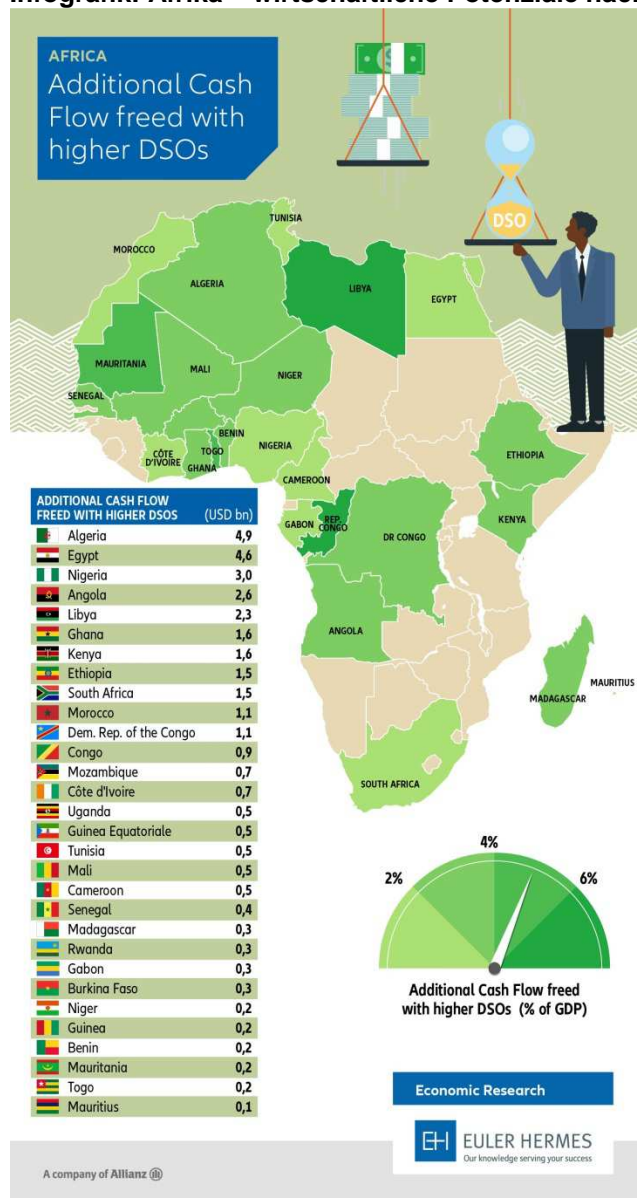 AFRICA
Additional Cash
Flow freed with
higher DSOs
DSO
TUNISIA
MOROCCO
ALGERIA
LIBYA
EGYPT
MAURITANIA
MALI
NIGER
SENEGAL
BENIN
NIGERIA
CÔTE
D'IVOIRE
TOGO
GHANA
ETHIOPIA
CAMEROON
GABON
REP.
CONGO
KENYA
DR CONGO
ANGOLA
MAURITIUS
MADAGASCAR
SOUTH AFRICA
ADDITIONAL CASH FLOW
FREED WITH HIGHER DSOS (USD bn)
Algeria 4,9
Egypt 4,6
Nigeria 3,0
Angola 2,6
Libya 2,3
Ghana 1,6
Kenya 1,6
Ethiopia 1,5
South Africa 1,5
Morocco 1,1
Dem. Rep. of the Congo 1,1
Congo 0,9
Mozambique 0,7
Côte d'Ivoire 0,7
Uganda 0,5
Guinea Equatoriale 0,5
Tunisia 0,5
Mali 0,5
Cameroon 0,5
Senegal 0,4
Madagascar 0,3
Rwanda 0,3
Gabon 0,3
Burkina Faso 0,3
Niger 0,2
Guinea 0,2
Benin 0,2
Mauritania 0,2
Togo 0,2
Mauritius 0,1
2%
4%
6%
Additional Cash Flow freed
with higher DSOs (% of GDP)
Economic Research
EH EULER HERMES
Our knowledge serving your success
A company of Allianz